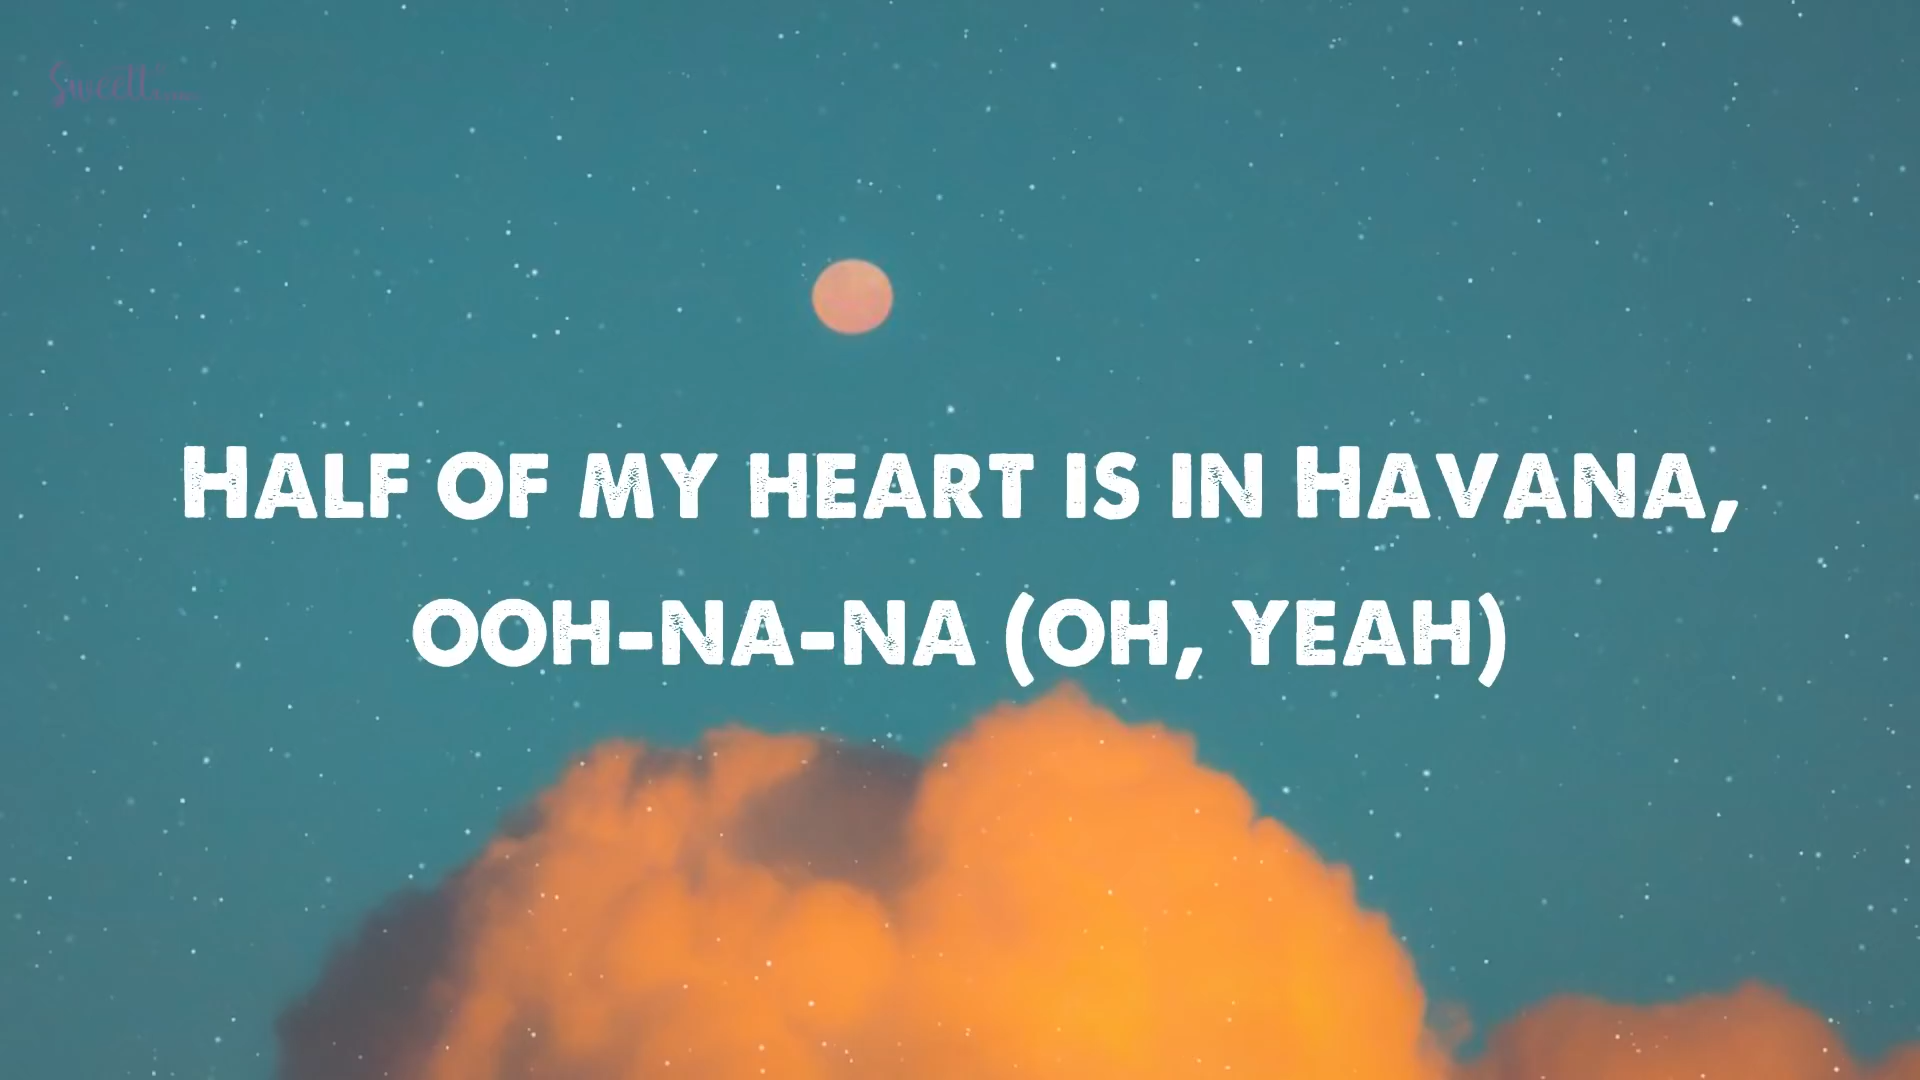 Half of my heart is in Havana,
ooh-na-na (oh, yeah)